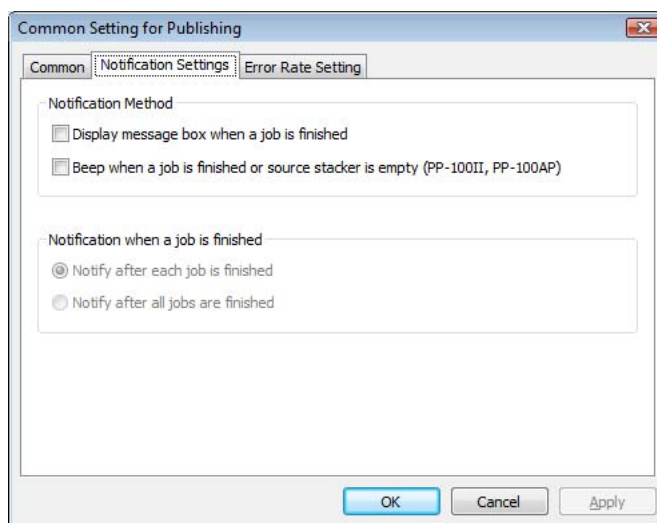 Common Setting for Publishing
Common Notification Settings Error Rate Setting
Notification Method
Display message box when a job is finished
Beep when a job is finished or source stacker is empty (PP-100II, PP-100AP)
Notification when a job is finished
Notify after each job is finished
Notify after all jobs are finished
OK Cancel Apply